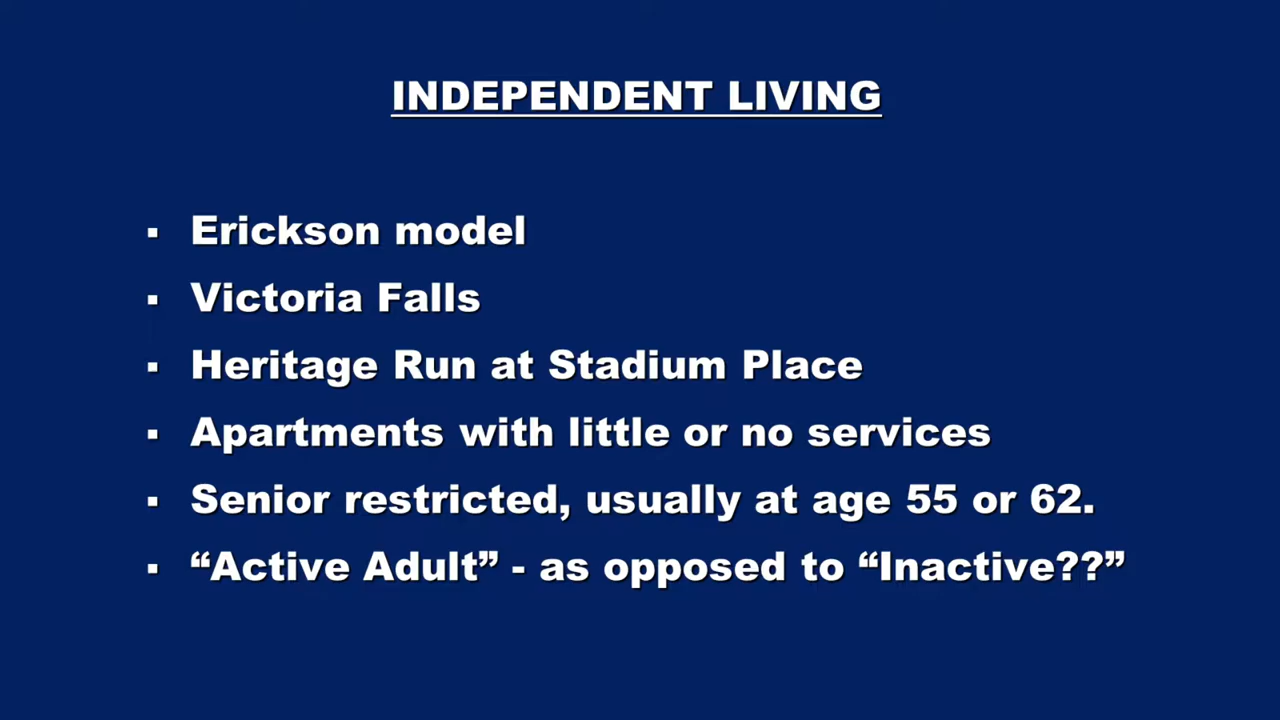 INDEPENDENT LIVING
▪ Erickson model
▪ Victoria Falls
▪ Heritage Run at Stadium Place
▪ Apartments with little or no services
▪ Senior restricted, usually at age 55 or 62.
▪ “Active Adult” - as opposed to “Inactive??”